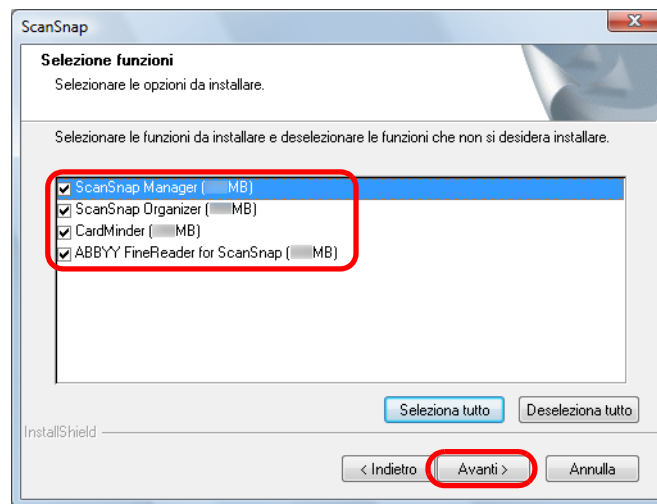 ScanSnap
Selezione funzioni
Selezionare le opzioni da installare.
Selezionare le funzioni da installare e deselezionare le funzioni che non si desidera installare.
ScanSnap Manager ( MB)
ScanSnap Organizer ( MB)
CardMinder ( MB)
ABBYY FineReader for ScanSnap ( MB)
Seleziona tutto Deseleziona tutto
InstallShield
< Indietro Avanti > Annulla